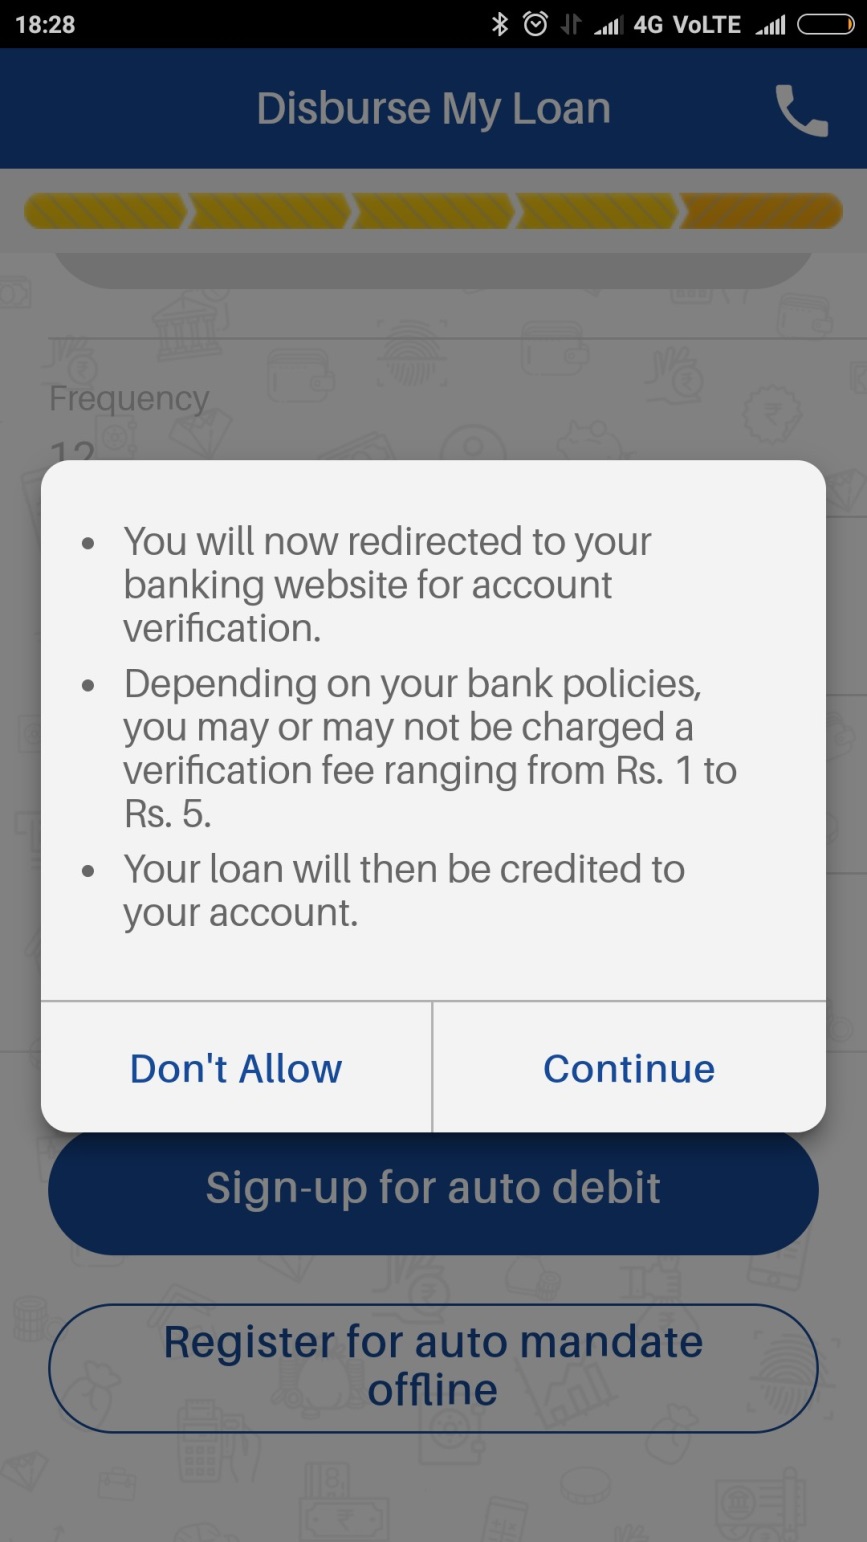 18:28
4G VoLTE
Disburse My Loan
Frequency
12
• You will now redirected to your
banking website for account
verification.
• Depending on your bank policies,
you may or may not be charged a
verification fee ranging from Rs. 1 to
Rs. 5.
• Your loan will then be credited to
your account.
Don't Allow
Continue
Sign-up for auto debit
Register for auto mandate
offline